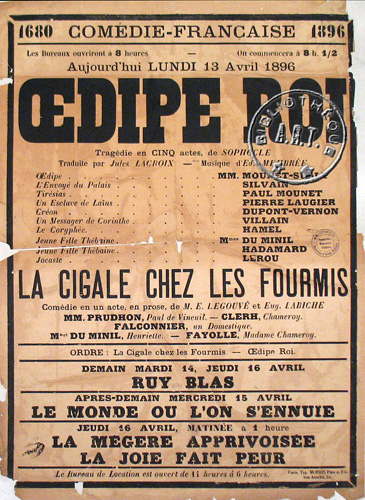 1680 COMÉDIE-FRANÇAISE 1896
Les Bureaux ouvriront à 8 heures — On commencera à 8 h. 1/2
Aujourd'hui LUNDI 13 Avril 1896
ŒDIPE ROI
BIBLIOTHÈQUE
A.R.T.
Tragédie en CINQ actes, de SOPHOCLE
Traduite par Jules LACROIX — Musique d'Edm. MEMBRÉE
Œdipe MM. MOUNET-SULLY
L'Envoyé du Palais SILVAIN
Tirésias PAUL MOUNET
Un Esclave de Laïus PIERRE LAUGIER
Créon DUPONT-VERNON
Un Messager de Corinthe VILLAIN
Le Coryphée HAMEL
Jeune Fille Thébaine Mmes DU MINIL
Jeune Fille Thébaine HADAMARD
Jocaste LEROU
LA CIGALE CHEZ LES FOURMIS
Comédie en un acte, en prose, de M. E. LEGOUVÉ et Eug. LABICHE
MM. PRUDHON, Paul de Vineuil. — CLERH, Chameroy.
FALCONNIER, un Domestique.
Mmes DU MINIL, Henriette. — FAYOLLE, Madame Chameroy.
ORDRE : La Cigale chez les Fourmis. — Œdipe Roi.
DEMAIN MARDI 14, JEUDI 16 AVRIL
RUY BLAS
APRÈS-DEMAIN MERCREDI 15 AVRIL
LE MONDE OU L'ON S'ENNUIE
JEUDI 16 AVRIL, MATINÉE à 1 heure
LA MÉGÈRE APPRIVOISÉE
LA JOIE FAIT PEUR
Le Bureau de Location est ouvert de 11 heures à 6 heures.